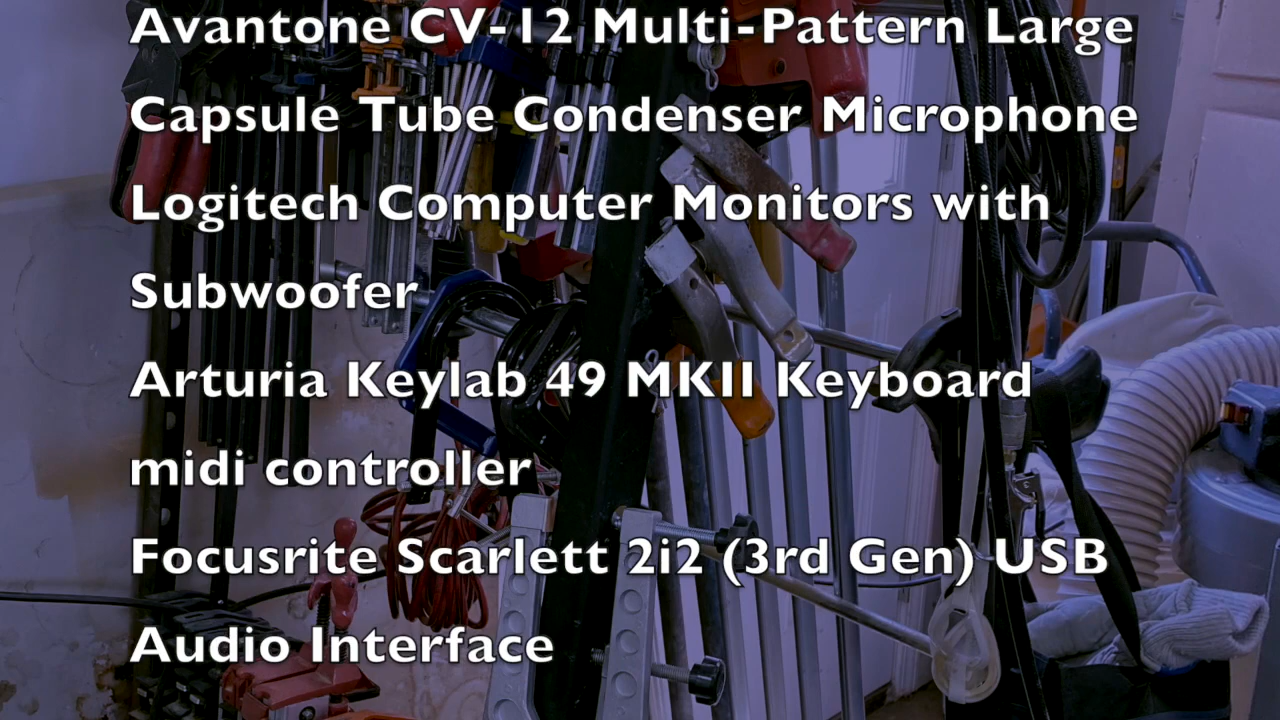 Avantone CV-12 Multi-Pattern Large
Capsule Tube Condenser Microphone
Logitech Computer Monitors with
Subwoofer
Arturia Keylab 49 MKII Keyboard
midi controller
Focusrite Scarlett 2i2 (3rd Gen) USB
Audio Interface